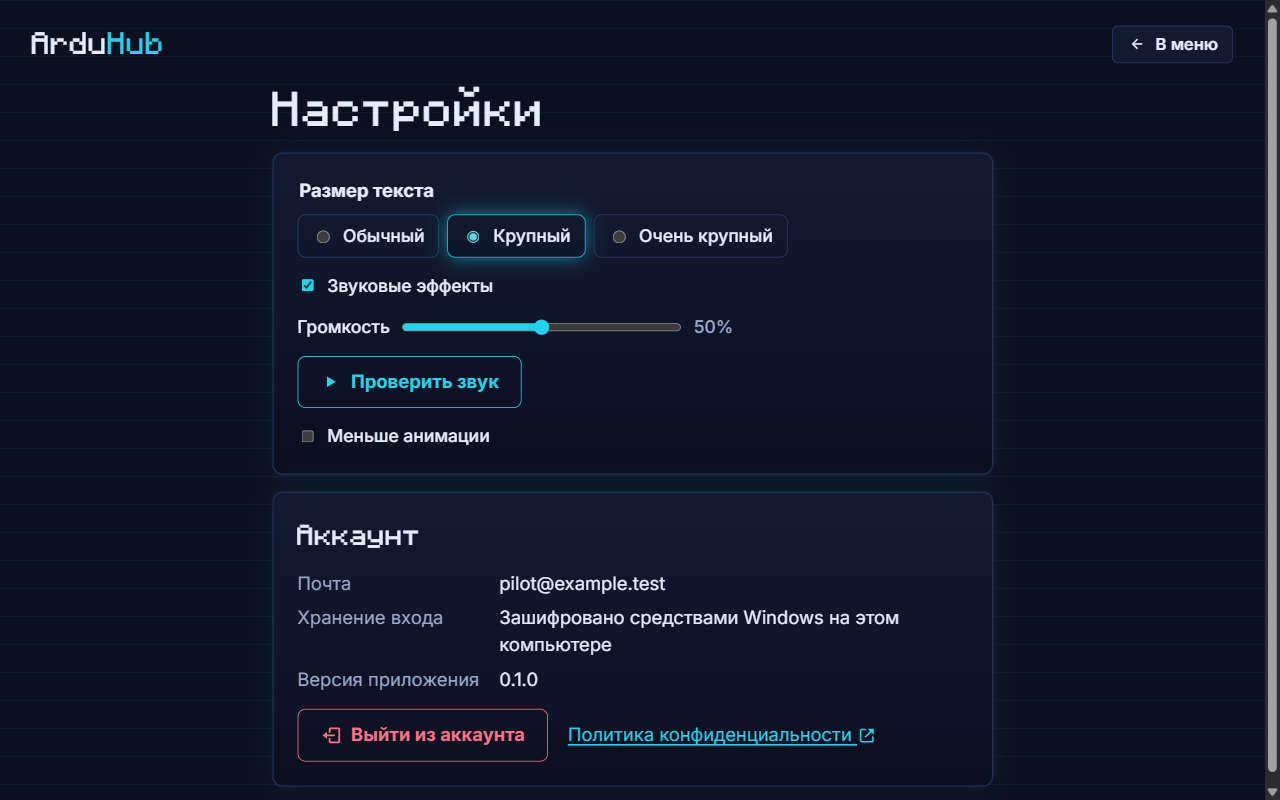 ArduHub
В меню
Настройки
Размер текста
Обычный
Крупный
Очень крупный
Звуковые эффекты
Громкость 50%
Проверить звук
Меньше анимации
Аккаунт
Почта pilot@example.test
Хранение входа Зашифровано средствами Windows на этом
компьютере
Версия приложения 0.1.0
Выйти из аккаунта
Политика конфиденциальности